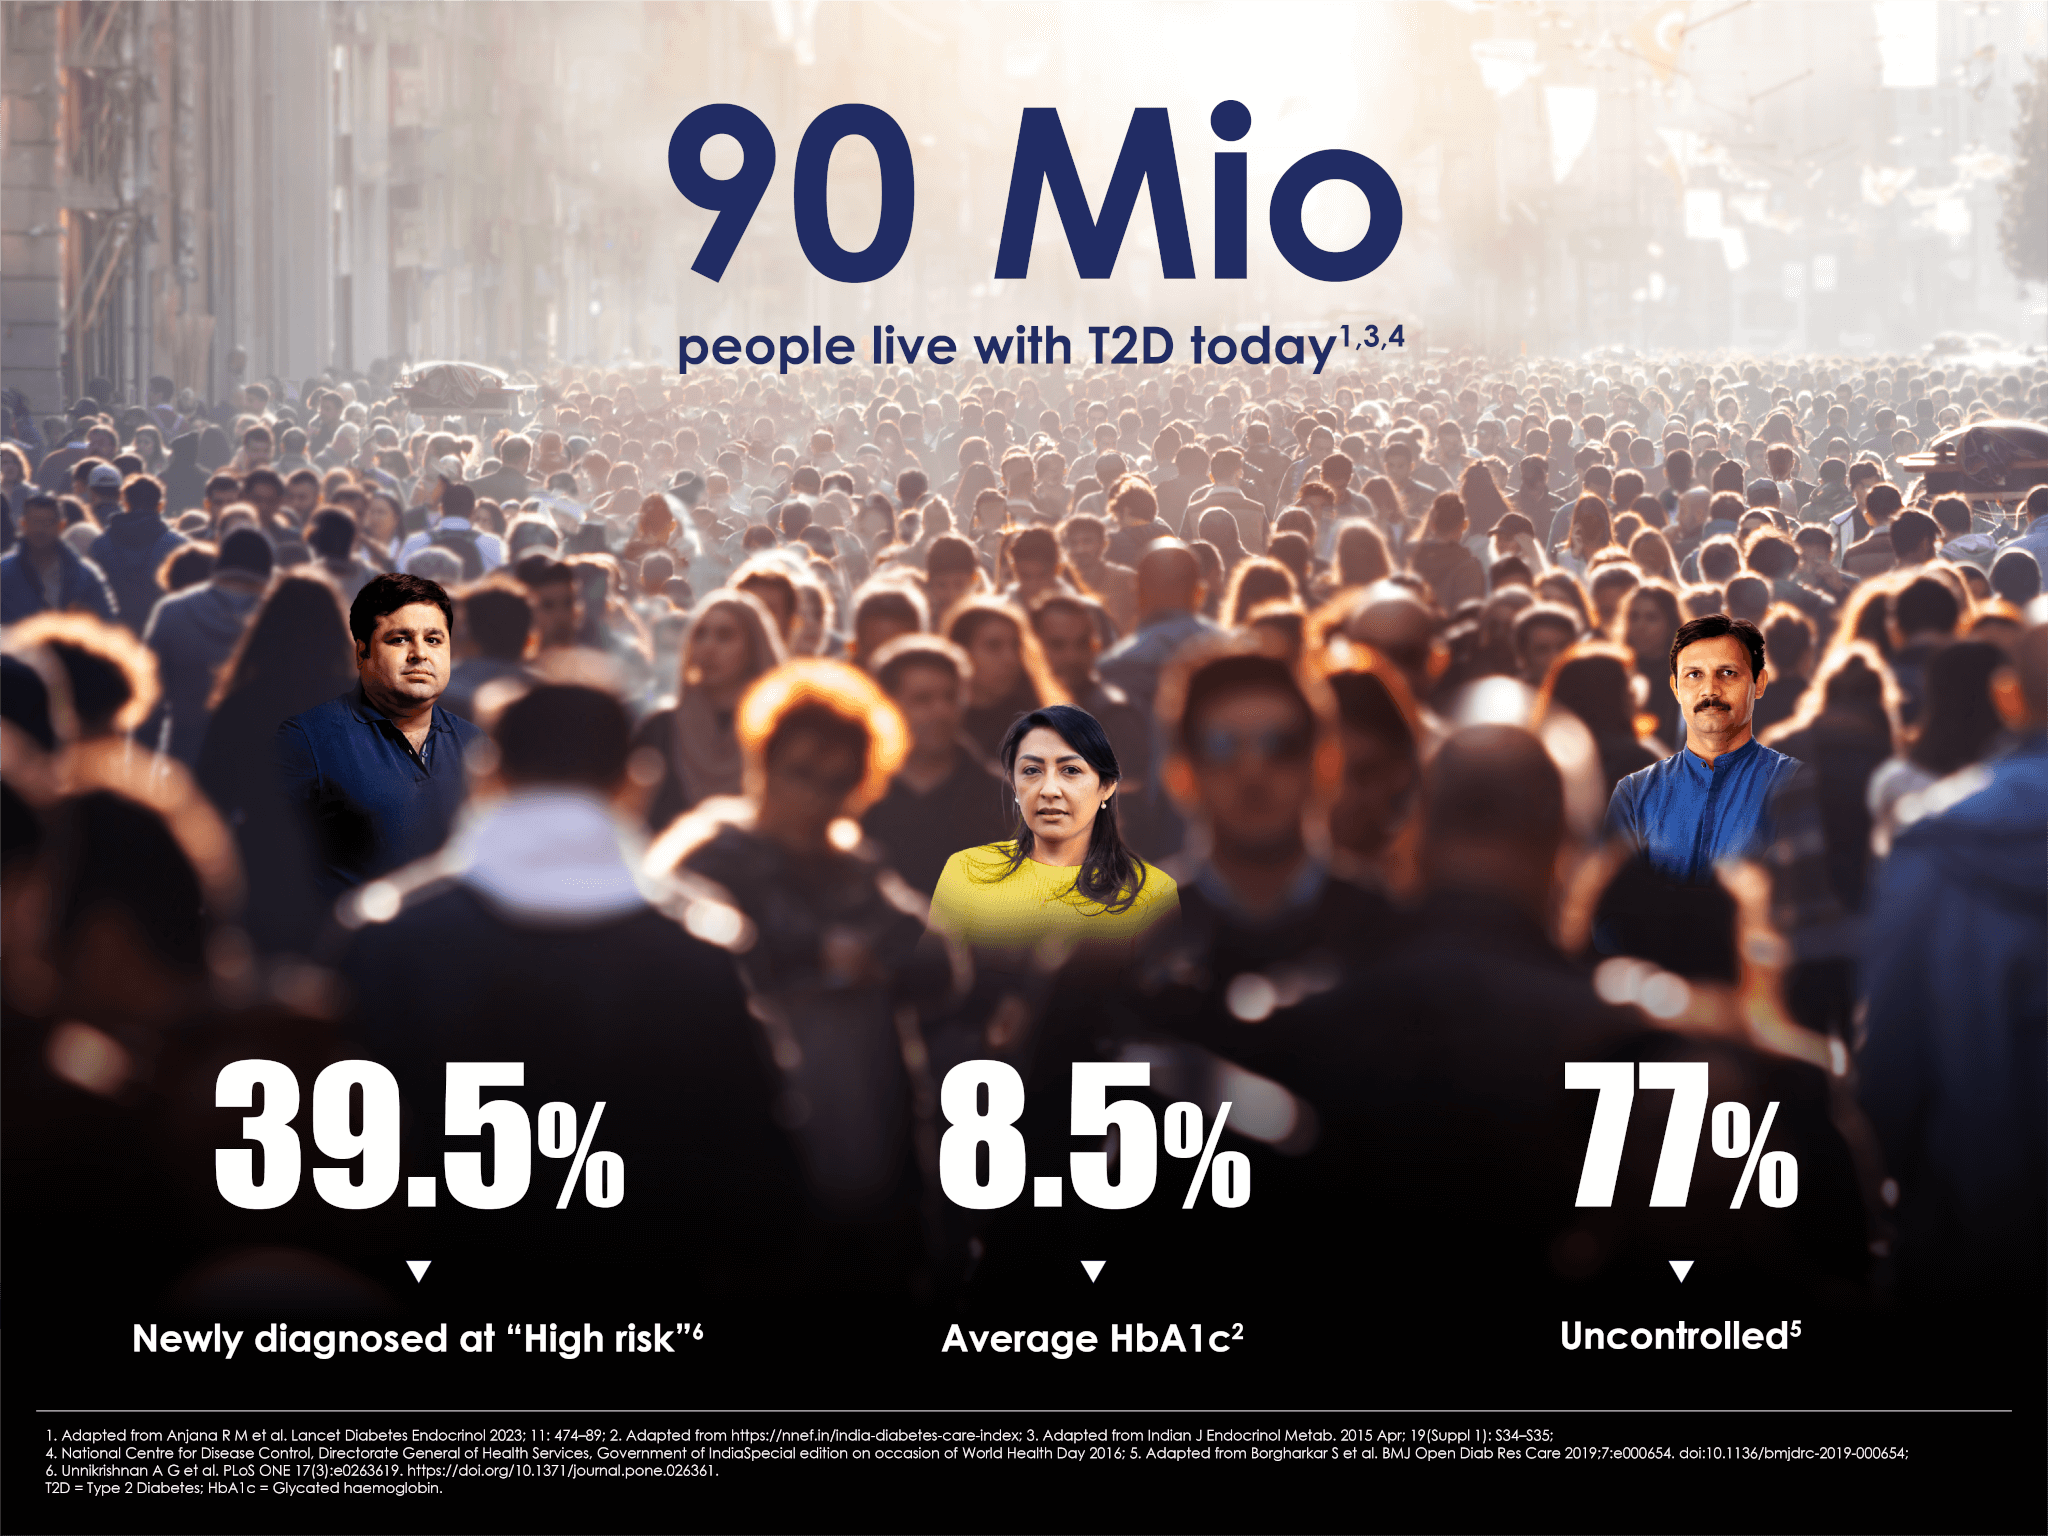 90 Mio
people live with T2D today1,3,4
39.5%
8.5%
77%
Newly diagnosed at “High risk”6
Average HbA1c2
Uncontrolled5
1. Adapted from Anjana R M et al. Lancet Diabetes Endocrinol 2023; 11: 474–89; 2. Adapted from https://nnef.in/india-diabetes-care-index; 3. Adapted from Indian J Endocrinol Metab. 2015 Apr; 19(Suppl 1): S34–S35;
4. National Centre for Disease Control, Directorate General of Health Services, Government of IndiaSpecial edition on occasion of World Health Day 2016; 5. Adapted from Borgharkar S et al. BMJ Open Diab Res Care 2019;7:e000654. doi:10.1136/bmjdrc-2019-000654;
6. Unnikrishnan A G et al. PLoS ONE 17(3):e0263619. https://doi.org/10.1371/journal.pone.026361.
T2D = Type 2 Diabetes; HbA1c = Glycated haemoglobin.